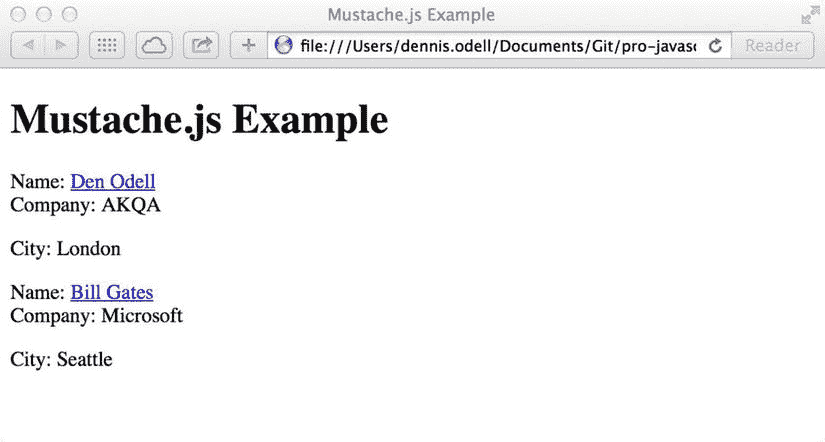 Mustache.js Example
file:///Users/dennis.odell/Documents/Git/pro-javasc
Reader
Mustache.js Example
Name: Den Odell
Company: AKQA
City: London
Name: Bill Gates
Company: Microsoft
City: Seattle